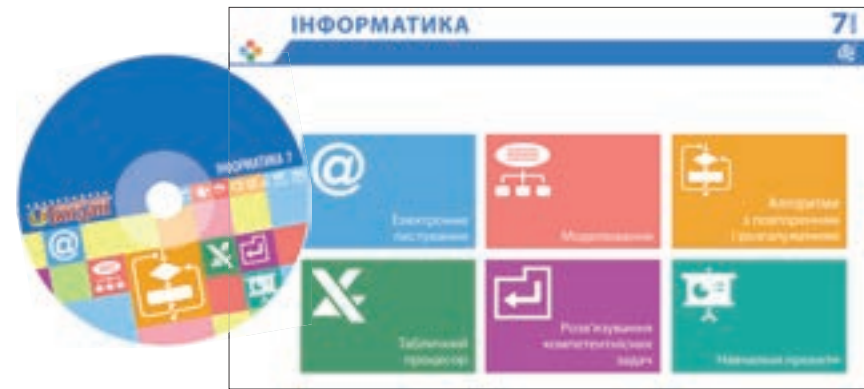 ІНФОРМАТИКА
7
ІНФОРМАТИКА 7
@
Електронне
листування
Моделювання
Алгоритми
з повторенням
і розгалуженням
@
Табличний
процесор
Розв'язування
компетентнісних
задач
Навчальні проекти